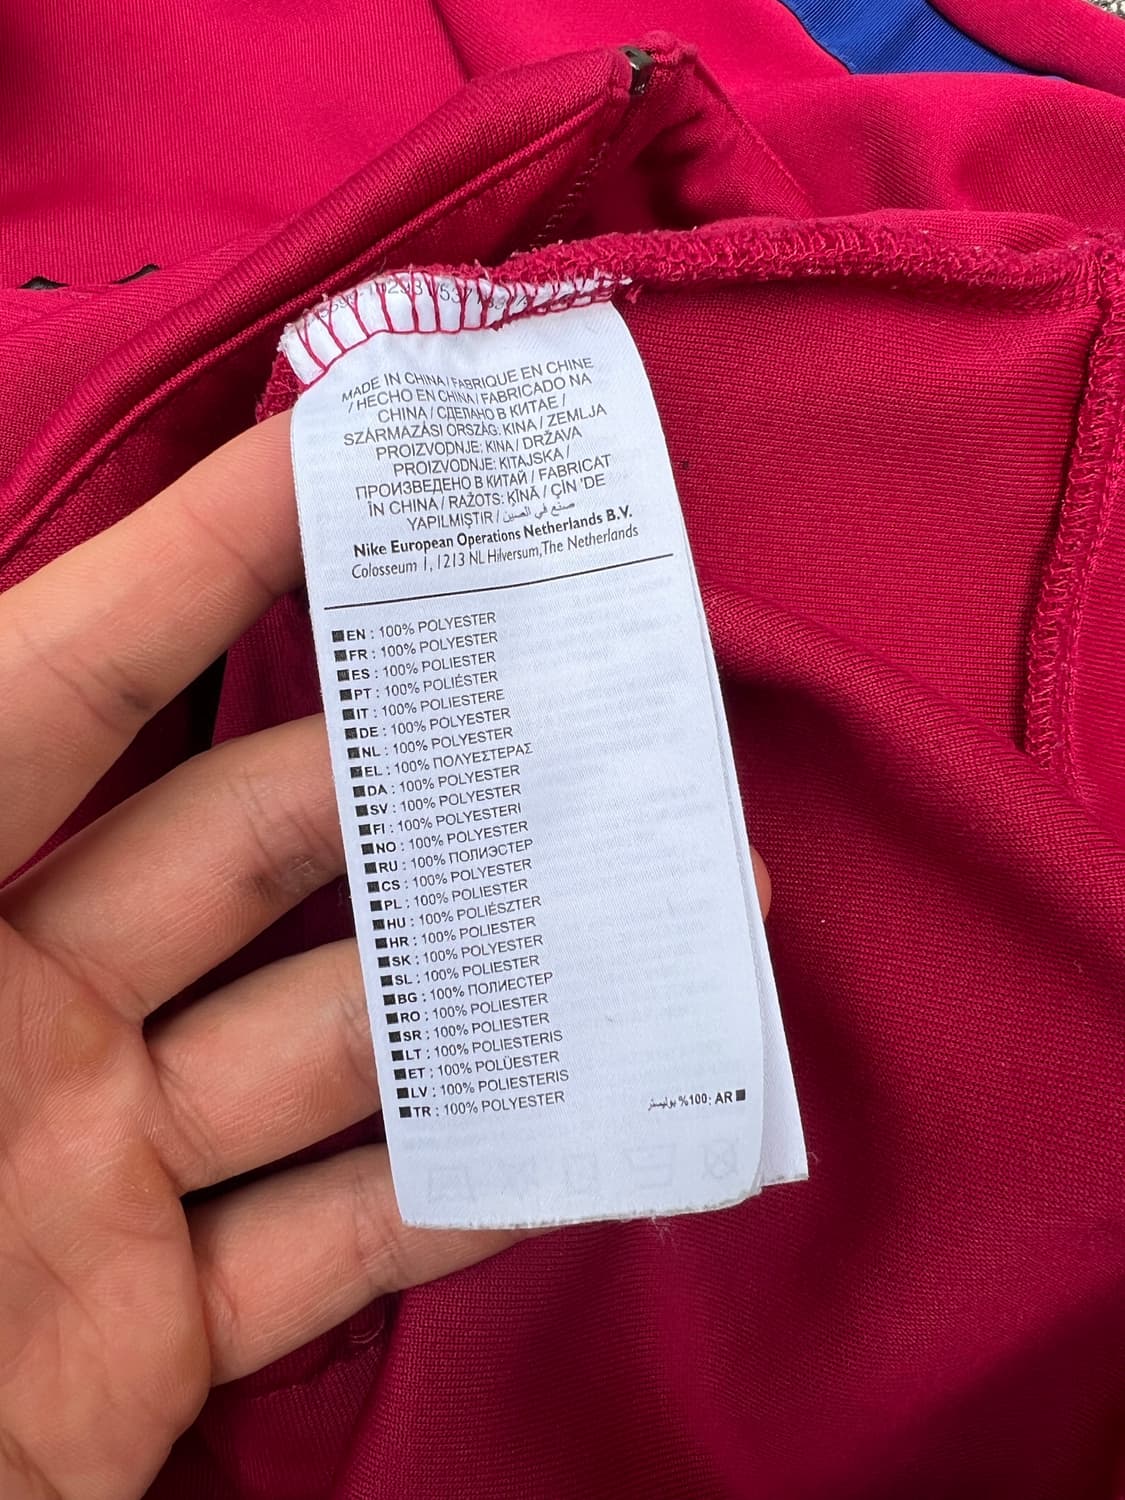 MADE IN CHINA / FABRIQUE EN CHINE
/ HECHO EN CHINA / FABRICADO NA
CHINA / СДЕЛАНО В КИТАЕ /
SZÁRMAZÁSI ORSZÁG: KÍNA / ZEMLJA
PROIZVODNJE: KINA / DRŽAVA
PROIZVODNJE: KITAJSKA /
ПРОИЗВЕДЕНО В КИТАЙ / FABRICAT
ÎN CHINA / RAŽOTS: ĶĪNĀ / ÇİN 'DE
YAPILMIŞTIR / صنع في الصين
Nike European Operations Netherlands B.V.
Colosseum 1, 1213 NL Hilversum, The Netherlands
EN : 100% POLYESTER
FR : 100% POLYESTER
ES : 100% POLIESTER
PT : 100% POLIÉSTER
IT : 100% POLIESTERE
DE : 100% POLYESTER
NL : 100% POLYESTER
EL : 100% ΠΟΛΥΕΣΤΕΡΑΣ
DA : 100% POLYESTER
SV : 100% POLYESTER
FI : 100% POLYESTERI
NO : 100% POLYESTER
RU : 100% ПОЛИЭСТЕР
CS : 100% POLYESTER
PL : 100% POLIESTER
HU : 100% POLIÉSZTER
HR : 100% POLIESTER
SK : 100% POLYESTER
SL : 100% POLIESTER
BG : 100% ПОЛИЕСТЕР
RO : 100% POLIESTER
SR : 100% POLIESTER
LT : 100% POLIESTERIS
ET : 100% POLÜESTER
LV : 100% POLIESTERIS
TR : 100% POLYESTER
AR :100% بوليستر